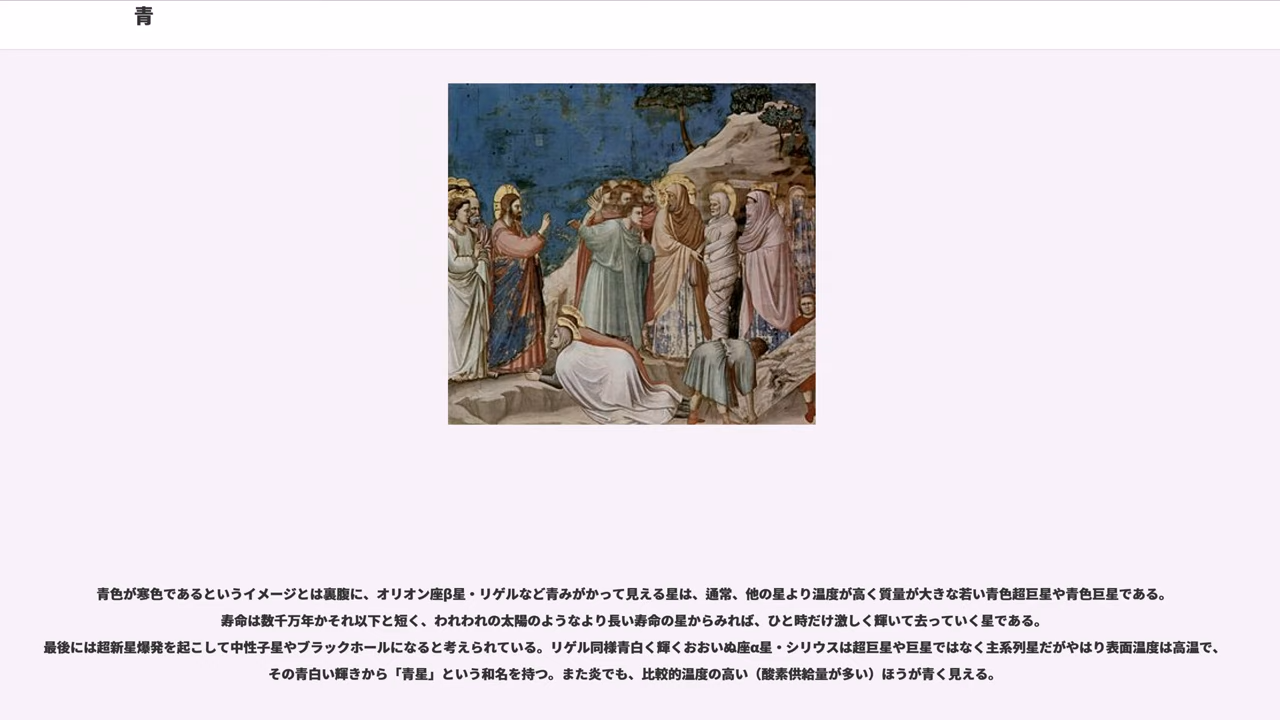 青
青色が寒色であるというイメージとは裏腹に、オリオン座β星・リゲルなど青みがかって見える星は、通常、他の星より温度が高く質量が大きな若い青色超巨星や青色巨星である。
寿命は数千万年かそれ以下と短く、われわれの太陽のようなより長い寿命の星からみれば、ひと時だけ激しく輝いて去っていく星である。
最後には超新星爆発を起こして中性子星やブラックホールになると考えられている。リゲル同様青白く輝くおおいぬ座α星・シリウスは超巨星や巨星ではなく主系列星だがやはり表面温度は高温で、
その青白い輝きから「青星」という和名を持つ。また炎でも、比較的温度の高い（酸素供給量が多い）ほうが青く見える。